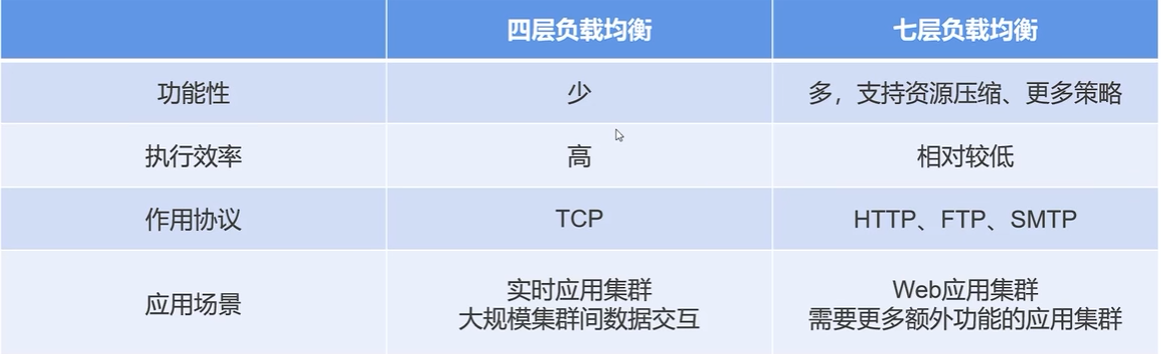 四层负载均衡 七层负载均衡
功能性 少 多，支持资源压缩、更多策略
执行效率 高 相对较低
作用协议 TCP HTTP、FTP、SMTP
应用场景
实时应用集群
大规模集群间数据交互
Web应用集群
需要更多额外功能的应用集群